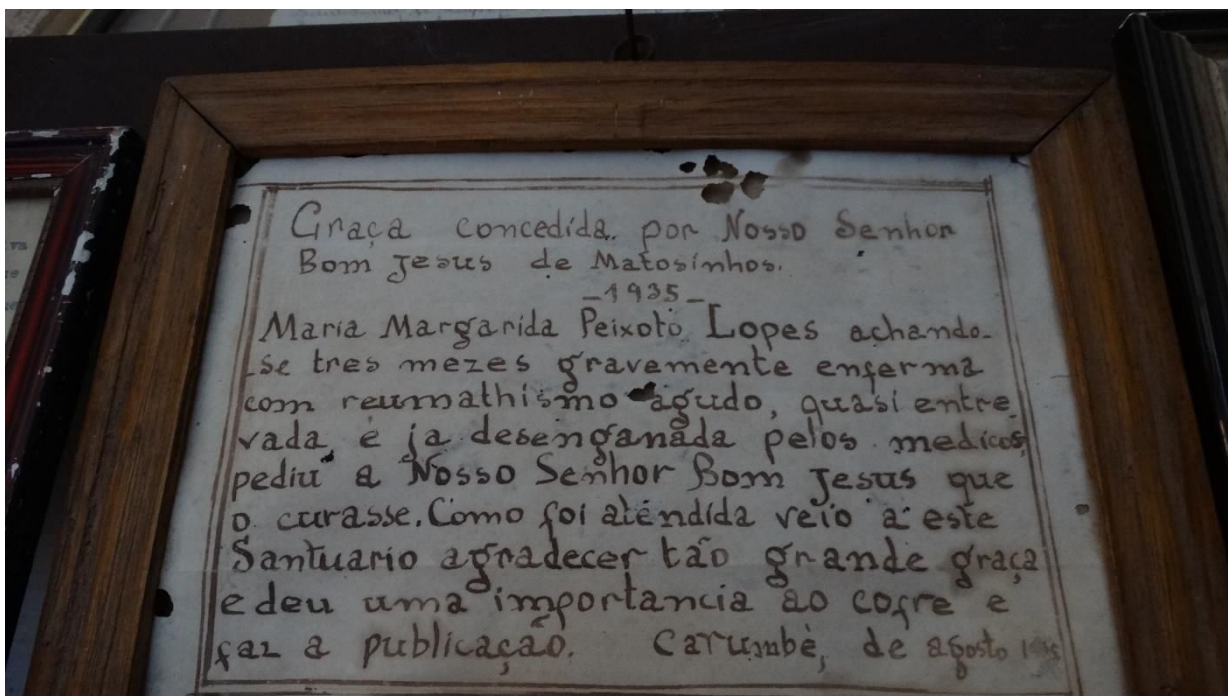 Graça concedida por Nosso Senhor
Bom Jesus de Matosinhos.
_1935_
Maria Margarida Peixoto Lopes achando-
-se tres mezes gravemente enferma
com reumathismo agudo, quasi entre
vada e ja desenganada pelos medicos,
pediu a Nosso Senhor Bom Jesus que
o curasse. Como foi atendida veio a este
Santuario agradecer tão grande graça
e deu uma importancia ao cofre e
faz a publicação. Carumbé, de agosto